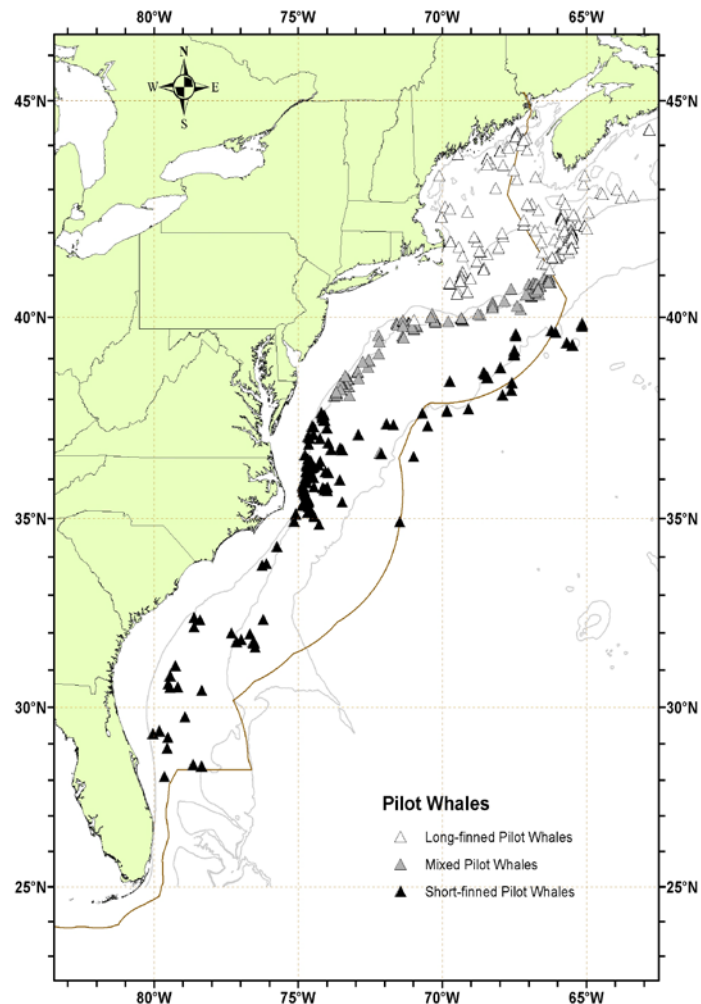 80°W 75°W 70°W 65°W
N
W E
S
45°N 45°N
40°N 40°N
35°N 35°N
30°N 30°N
Pilot Whales
Long-finned Pilot Whales
Mixed Pilot Whales
Short-finned Pilot Whales
25°N 25°N
80°W 75°W 70°W 65°W